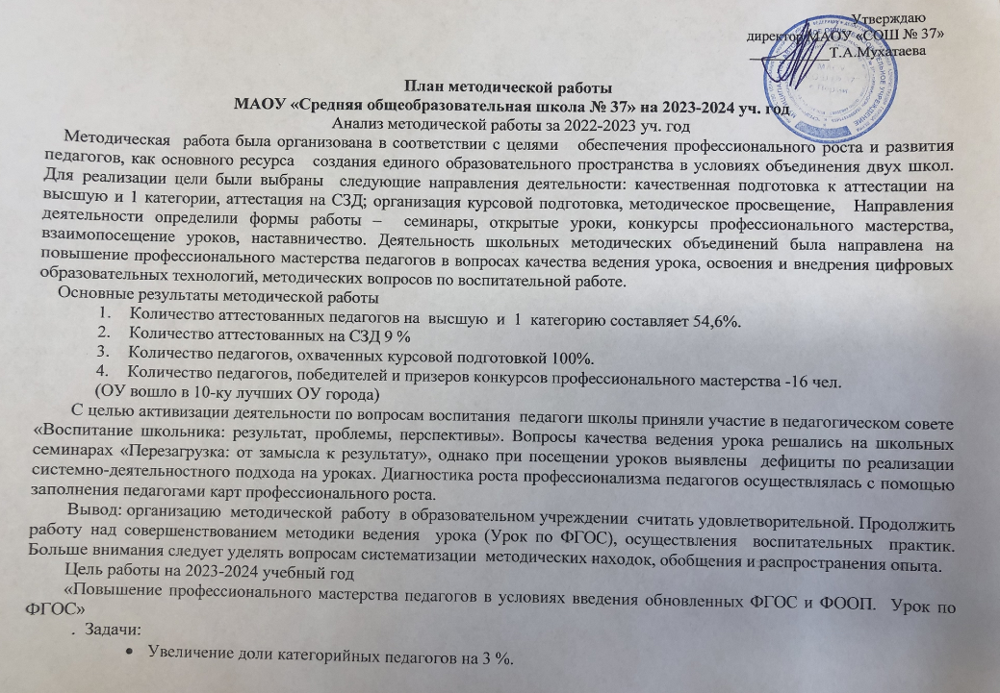 Утверждаю
директор МАОУ «СОШ № 37»
Т.А.Мухатаева
План методической работы
МАОУ «Средняя общеобразовательная школа № 37» на 2023-2024 уч. год
Анализ методической работы за 2022-2023 уч. год
Методическая работа была организована в соответствии с целями обеспечения профессионального роста и развития
педагогов, как основного ресурса создания единого образовательного пространства в условиях объединения двух школ.
Для реализации цели были выбраны следующие направления деятельности: качественная подготовка к аттестации на
высшую и 1 категории, аттестация на СЗД; организация курсовой подготовка, методическое просвещение, Направления
деятельности определили формы работы – семинары, открытые уроки, конкурсы профессионального мастерства,
взаимопосещение уроков, наставничество. Деятельность школьных методических объединений была направлена на
повышение профессионального мастерства педагогов в вопросах качества ведения урока, освоения и внедрения цифровых
образовательных технологий, методических вопросов по воспитательной работе.
Основные результаты методической работы
1. Количество аттестованных педагогов на высшую и 1 категорию составляет 54,6%.
2. Количество аттестованных на СЗД 9 %
3. Количество педагогов, охваченных курсовой подготовкой 100%.
4. Количество педагогов, победителей и призеров конкурсов профессионального мастерства -16 чел.
(ОУ вошло в 10-ку лучших ОУ города)
С целью активизации деятельности по вопросам воспитания педагоги школы приняли участие в педагогическом совете
«Воспитание школьника: результат, проблемы, перспективы». Вопросы качества ведения урока решались на школьных
семинарах «Перезагрузка: от замысла к результату», однако при посещении уроков выявлены дефициты по реализации
системно-деятельностного подхода на уроках. Диагностика роста профессионализма педагогов осуществлялась с помощью
заполнения педагогами карт профессионального роста.
Вывод: организацию методической работу в образовательном учреждении считать удовлетворительной. Продолжить
работу над совершенствованием методики ведения урока (Урок по ФГОС), осуществления воспитательных практик.
Больше внимания следует уделять вопросам систематизации методических находок, обобщения и распространения опыта.
Цель работы на 2023-2024 учебный год
«Повышение профессионального мастерства педагогов в условиях введения обновленных ФГОС и ФООП. Урок по
ФГОС»
. Задачи:
• Увеличение доли категорийных педагогов на 3 %.